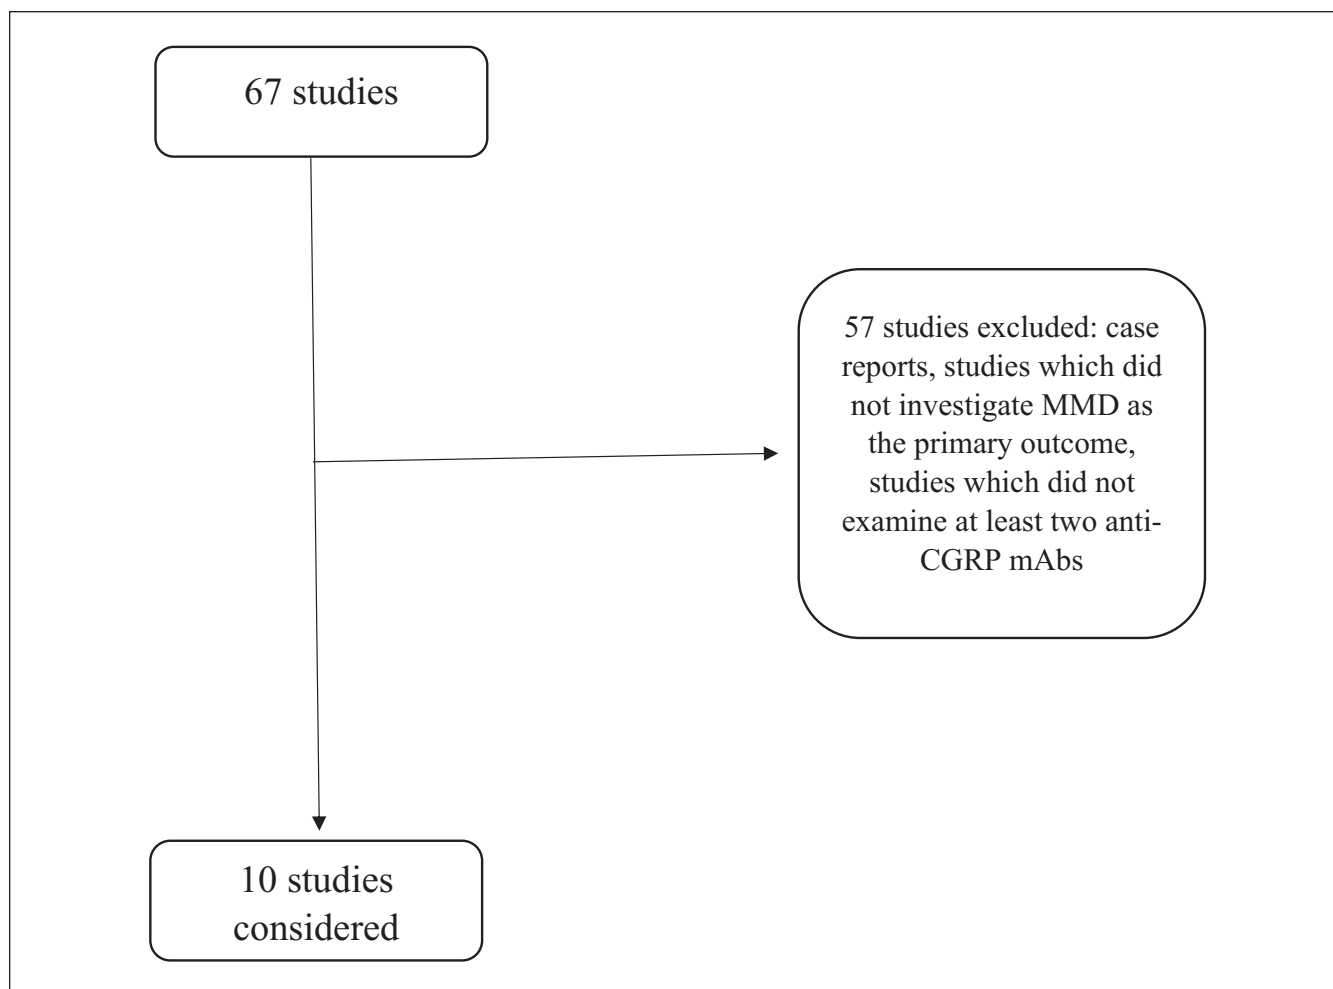 67 studies
57 studies excluded: case
reports, studies which did
not investigate MMD as
the primary outcome,
studies which did not
examine at least two anti-
CGRP mAbs
10 studies
considered